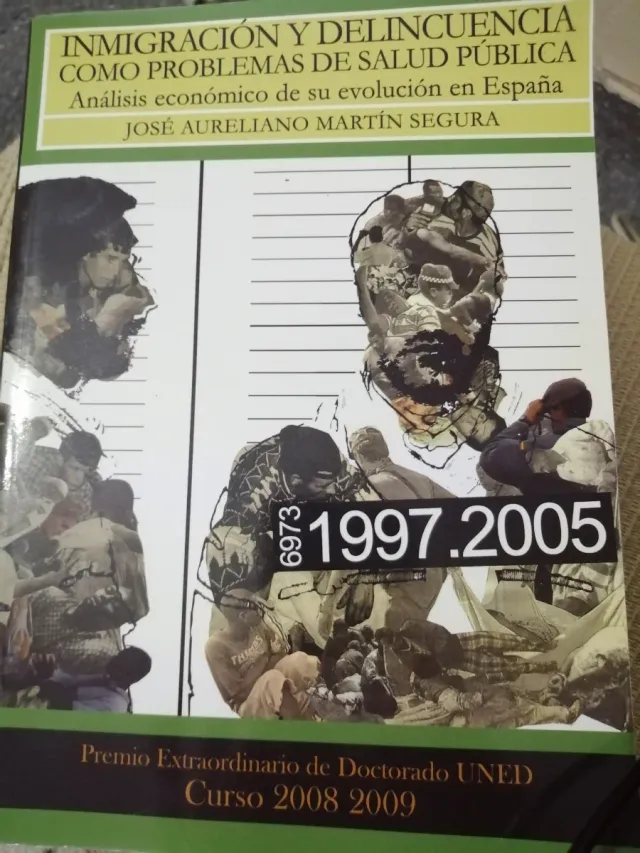 INMIGRACIÓN Y DELINCUENCIA
COMO PROBLEMAS DE SALUD PÚBLICA
Análisis económico de su evolución en España
JOSÉ AURELIANO MARTÍN SEGURA
6973
1997.2005
Premio Extraordinario de Doctorado UNED
Curso 2008 2009